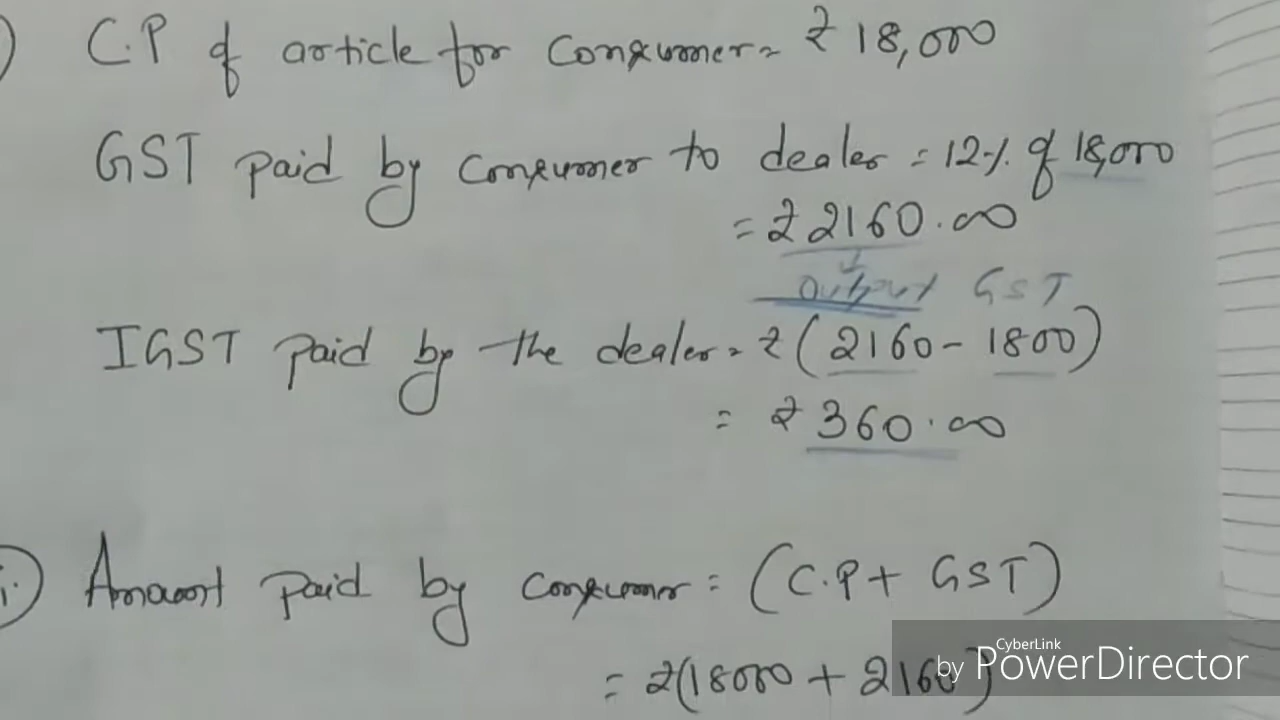 ) C.P of article for Consumer = ₹ 18,000
GST paid by consumer to dealer = 12% of 18,000
= ₹ 2160.00
output GST
IGST paid by the dealer = ₹ (2160 - 1800)
= ₹ 360.00
i) Amount paid by consumer = (C.P + GST)
= ₹(18000 + 2160)
CyberLink
by PowerDirector